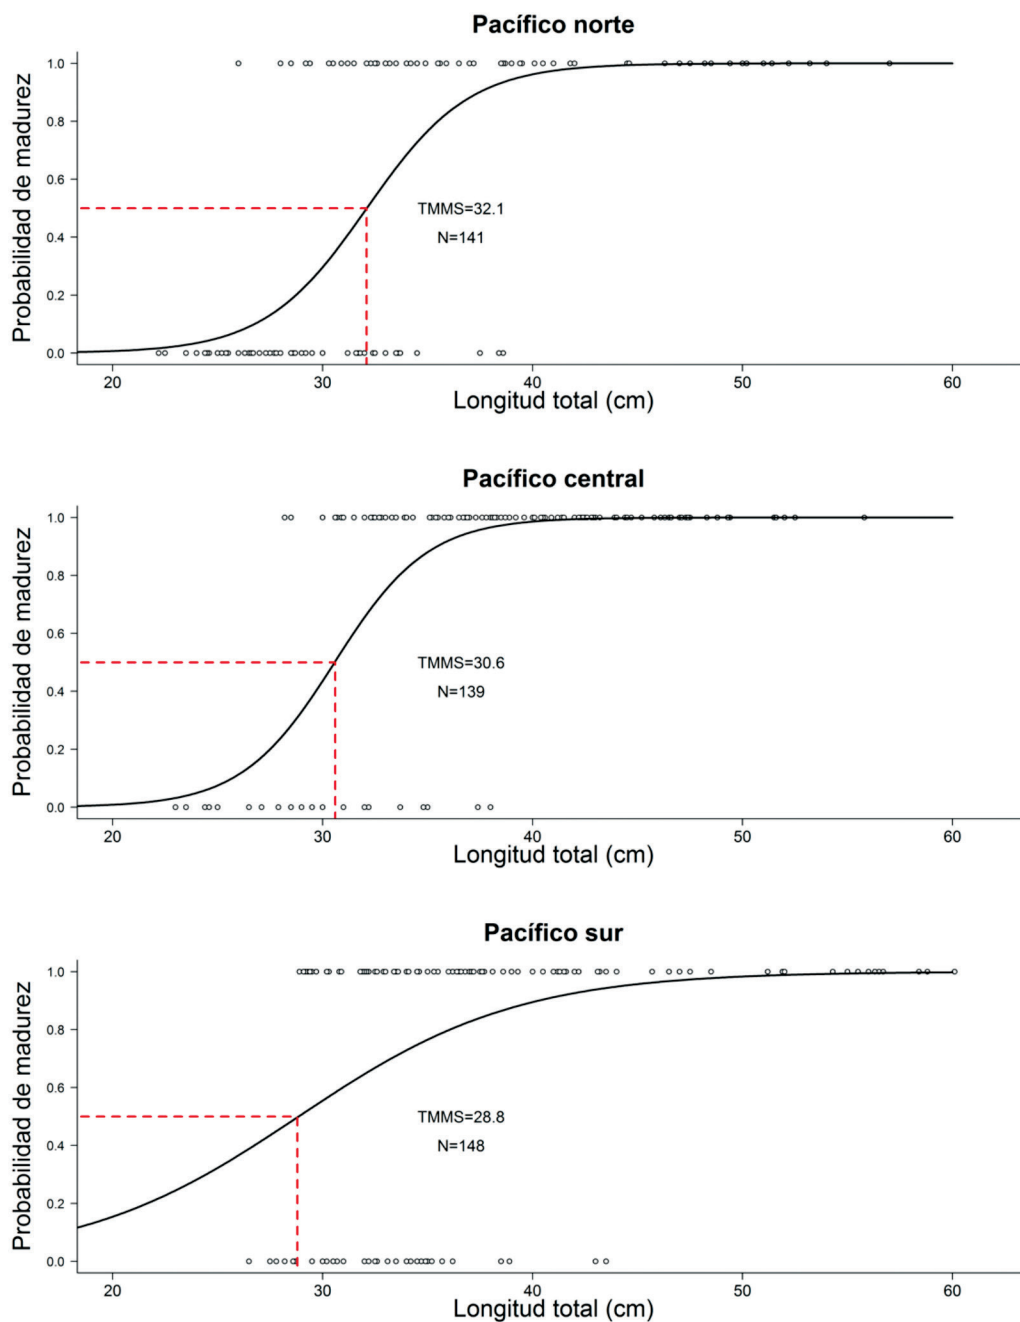 Pacífico norte
Probabilidad de madurez
1.0
0.8
0.6
0.4
0.2
0.0
TMMS=32.1
N=141
20 30 40 50 60
Longitud total (cm)
Pacífico central
Probabilidad de madurez
1.0
0.8
0.6
0.4
0.2
0.0
TMMS=30.6
N=139
20 30 40 50 60
Longitud total (cm)
Pacífico sur
Probabilidad de madurez
1.0
0.8
0.6
0.4
0.2
0.0
TMMS=28.8
N=148
20 30 40 50 60
Longitud total (cm)